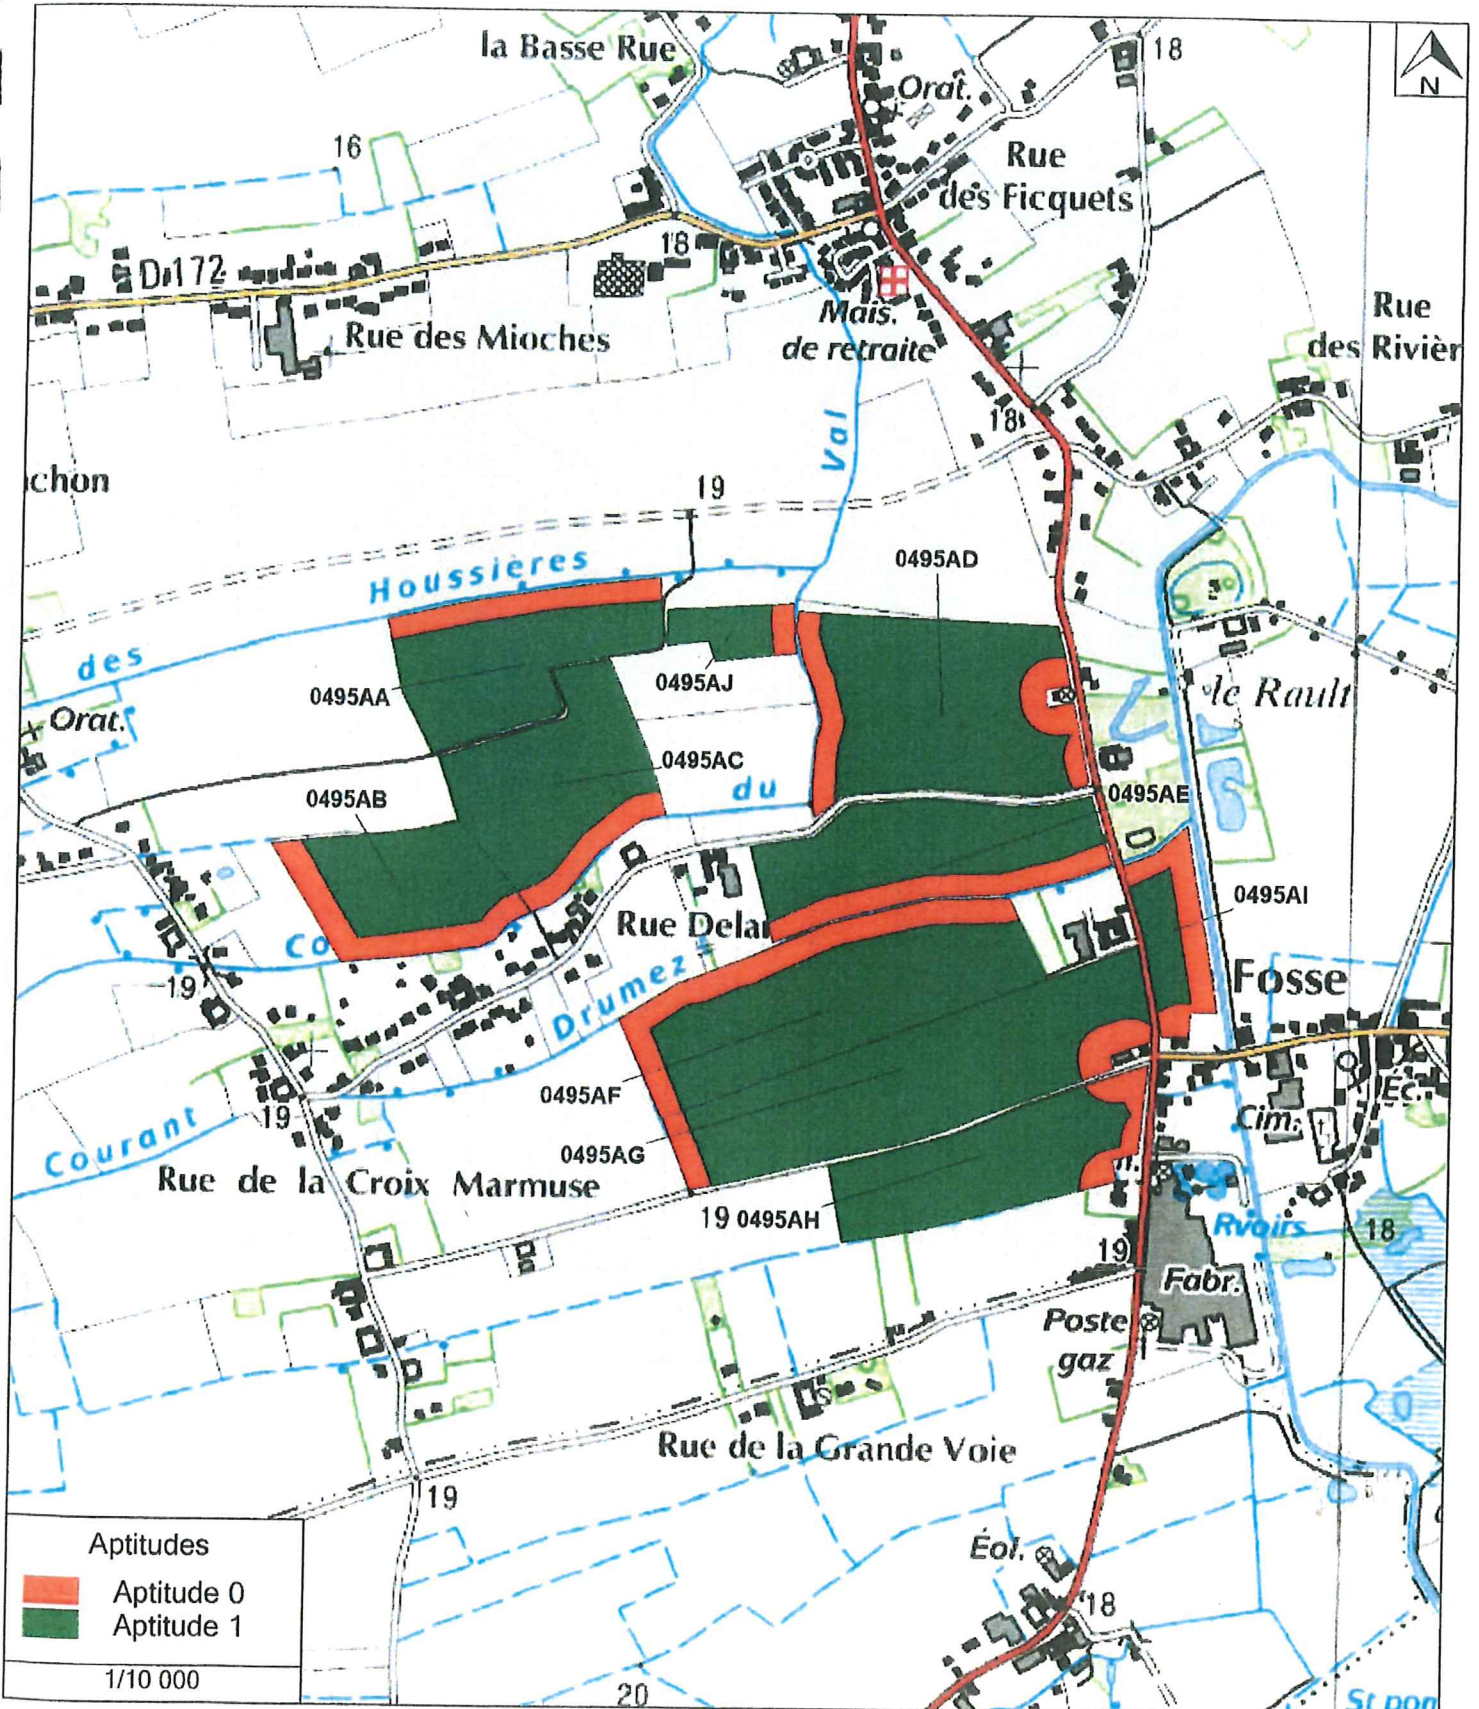 la Basse Rue
18
N
Orat.
16
Rue
des Ficquets
18
D.172
Mais.
de retraite
Rue
des Rivièr
Rue des Mioches
18
Val
chon
19
0495AD
Houssières
des
0495AA
0495AJ
le Rault
Orat.
0495AC
du
0495AB
0495AE
0495AI
Rue Delar
Co
Fosse
19
Drumez
0495AF
Éc.
19
Cim.
Courant
0495AG
Rue de la Croix Marmuse
19
0495AH
Rvoirs
18
19
Fabr.
Poste
gaz
Rue de la Grande Voie
19
Aptitudes
Éol.
Aptitude 0
18
Aptitude 1
1/10 000
20
St pon